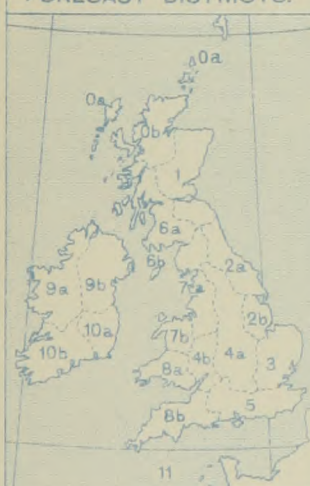 FORECAST DISTRICTS.
0a
0a
0b
1
6a
6b
2a
7a
9a
9b
2b
10a
10b
7b
4b
4a
3
8a
5
8b
11